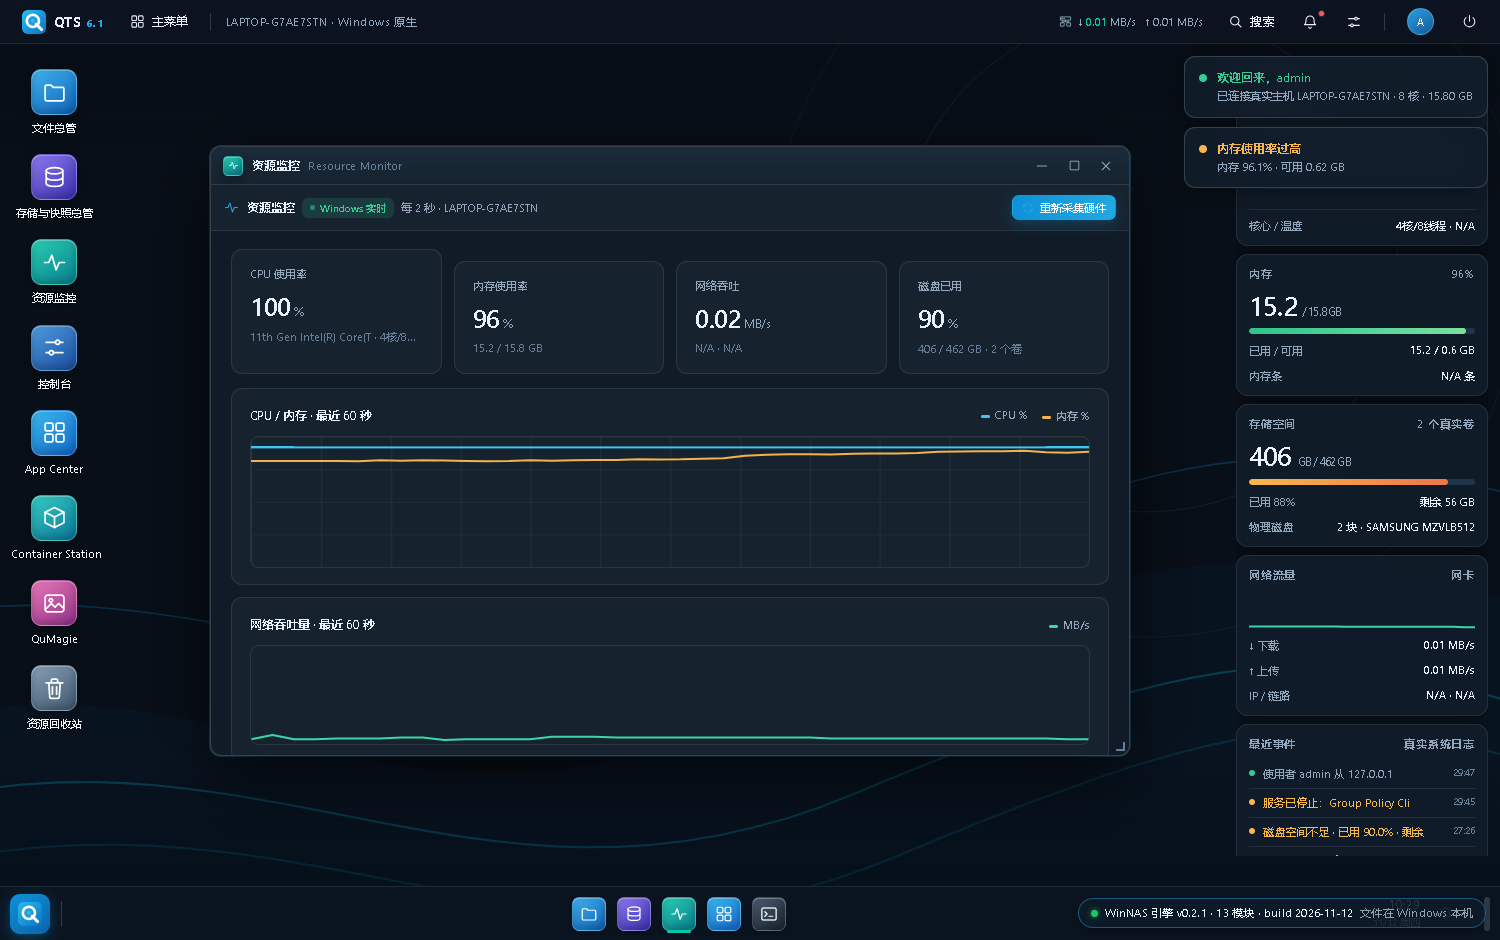 QTS 6.1
主菜单
LAPTOP-G7AE7STN · Windows 原生
↓0.01 MB/s ↑0.01 MB/s
搜索
A
文件总管
存储与快照总管
资源监控
控制台
App Center
Container Station
QuMagie
资源回收站
资源监控 Resource Monitor
资源监控
Windows 实时
每 2 秒 · LAPTOP-G7AE7STN
重新采集硬件
CPU 使用率
100 %
11th Gen Intel(R) Core(T · 4核/8...
内存使用率
96 %
15.2 / 15.8 GB
网络吞吐
0.02 MB/s
N/A · N/A
磁盘已用
90 %
406 / 462 GB · 2 个卷
CPU / 内存 · 最近 60 秒
CPU %
内存 %
网络吞吐量 · 最近 60 秒
MB/s
欢迎回来，admin
已连接真实主机 LAPTOP-G7AE7STN · 8 核 · 15.80 GB
内存使用率过高
内存 96.1% · 可用 0.62 GB
核心 / 温度
4核/8线程 · N/A
内存
96%
15.2 / 15.8GB
已用 / 可用
15.2 / 0.6 GB
内存条
N/A 条
存储空间
2 个真实卷
406 GB / 462GB
已用 88%
剩余 56 GB
物理磁盘
2 块 · SAMSUNG MZVLB512
网络流量
网卡
↓ 下载
0.01 MB/s
↑ 上传
0.01 MB/s
IP / 链路
N/A · N/A
最近事件
真实系统日志
使用者 admin 从 127.0.0.1
29:47
服务已停止： Group Policy Cli
29:45
磁盘空间不足 · 已用 90.0% · 剩余
27:26
WinNAS 引擎 v0.2.1 · 13 模块 · build 2026-11-12
文件在 Windows 本机